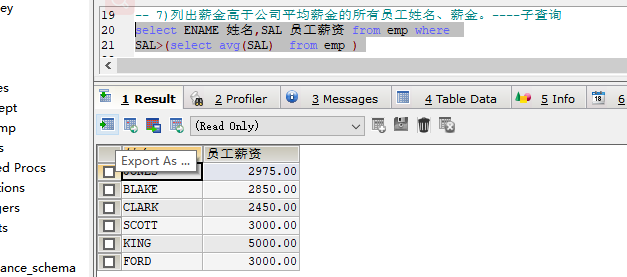 ey
19 -- 7)列出薪金高于公司平均薪金的所有员工姓名、薪金。----子查询
20 select ENAME 姓名,SAL 员工薪资 from emp where
21 SAL>(select avg(SAL)  from emp )
es
ept
mp
s
ed Procs
tions
gers
ts
ance_schema
1 Result 2 Profiler 3 Messages 4 Table Data 5 Info 6
(Read Only)
员工薪资
Export As ...
2975.00
BLAKE 2850.00
CLARK 2450.00
SCOTT 3000.00
KING 5000.00
FORD 3000.00